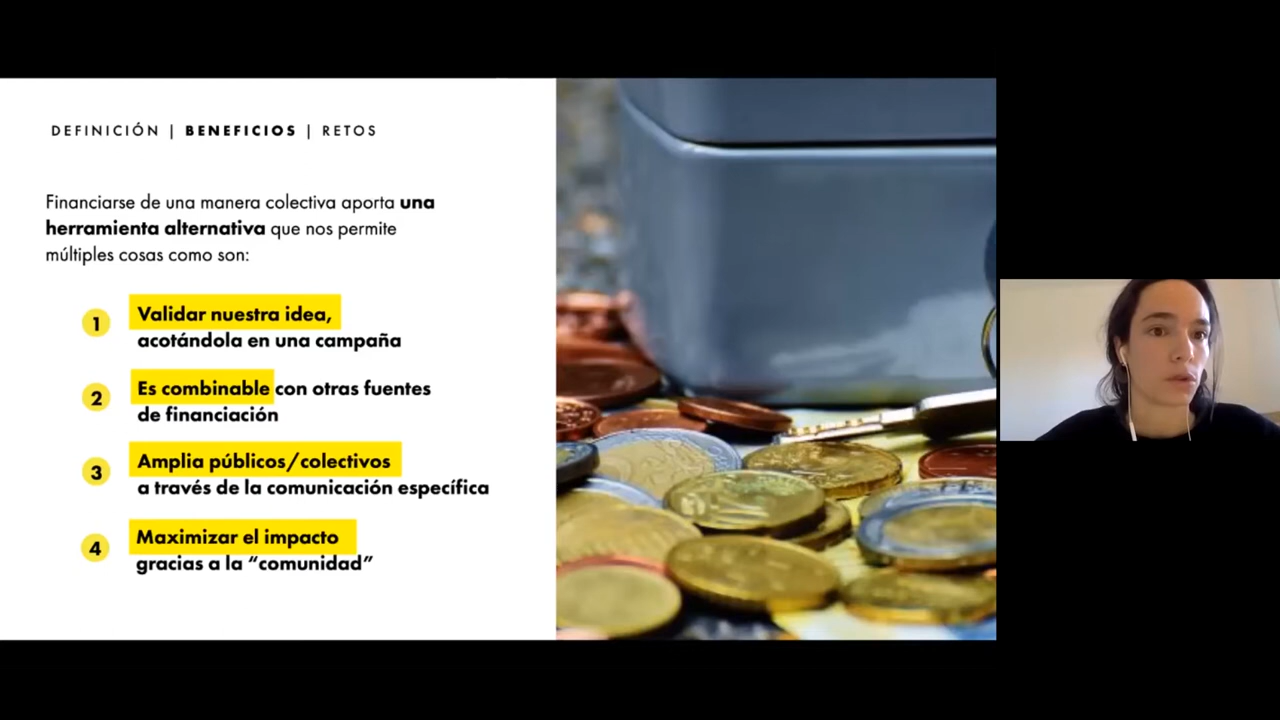 DEFINICIÓN | BENEFICIOS | RETOS
Financiarse de una manera colectiva aporta una
herramienta alternativa que nos permite
múltiples cosas como son:
1 Validar nuestra idea,
acotándola en una campaña
2 Es combinable con otras fuentes
de financiación
3 Amplia públicos/colectivos
a través de la comunicación específica
4 Maximizar el impacto
gracias a la “comunidad”